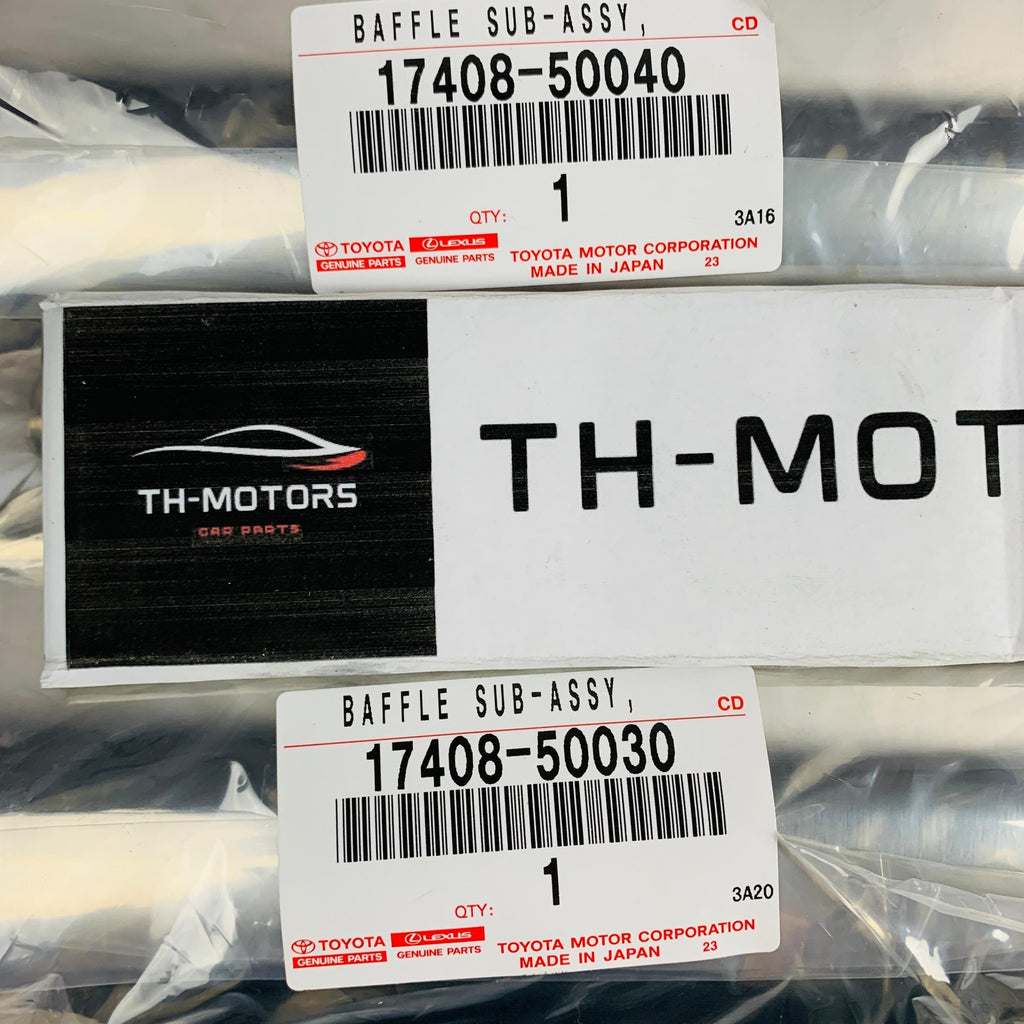 BAFFLE SUB-ASSY,
CD
17408-50040
1
QTY:
3A16
TOYOTA
GENUINE PARTS
LEXUS
GENUINE PARTS
TOYOTA MOTOR CORPORATION
MADE IN JAPAN 23
TH-MOTORS
CAR PARTS
TH-MOT
BAFFLE SUB-ASSY,
CD
17408-50030
1
QTY:
3A20
TOYOTA
GENUINE PARTS
LEXUS
GENUINE PARTS
TOYOTA MOTOR CORPORATION
MADE IN JAPAN 23